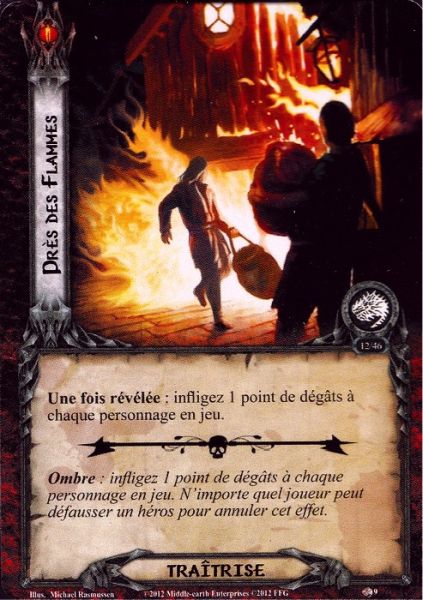 PRÈS DES FLAMMES
12/46
Une fois révélée : infligez 1 point de dégâts à
chaque personnage en jeu.
Ombre : infligez 1 point de dégâts à chaque
personnage en jeu. N'importe quel joueur peut
défausser un héros pour annuler cet effet.
TRAÎTRISE
Illus. Michael Rasmussen
©2012 Middle-earth Enterprises ©2012 FFG
9